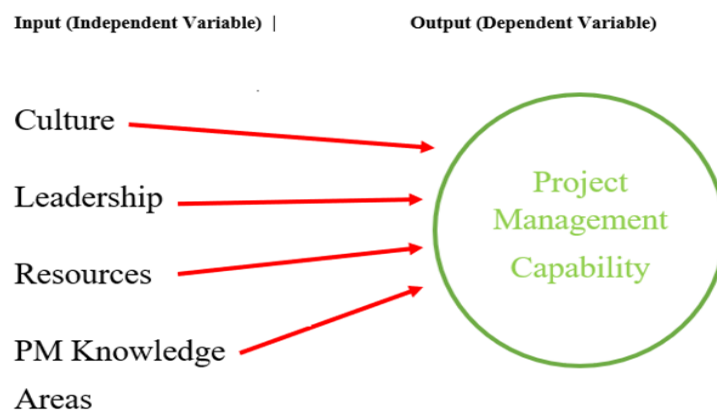 Input (Independent Variable) |
Output (Dependent Variable)
Culture
Leadership
Resources
PM Knowledge
Areas
Project
Management
Capability